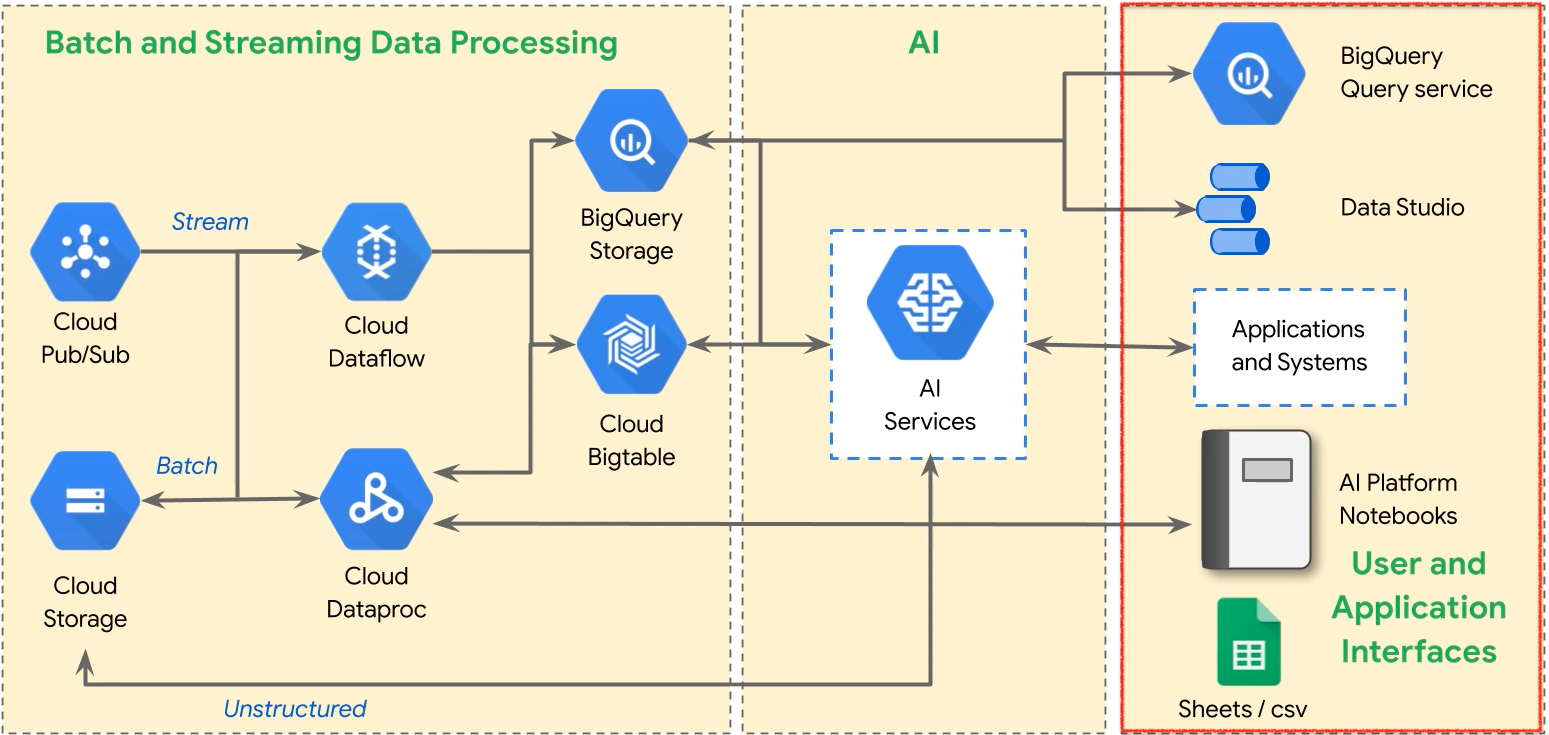 Batch and Streaming Data Processing
AI
BigQuery
Query service
BigQuery
Storage
Data Studio
Stream
Cloud
Pub/Sub
Cloud
Dataflow
Cloud
Bigtable
AI
Services
Applications
and Systems
Batch
Cloud
Storage
Cloud
Dataproc
AI Platform
Notebooks
User and
Application
Interfaces
Unstructured
Sheets / csv